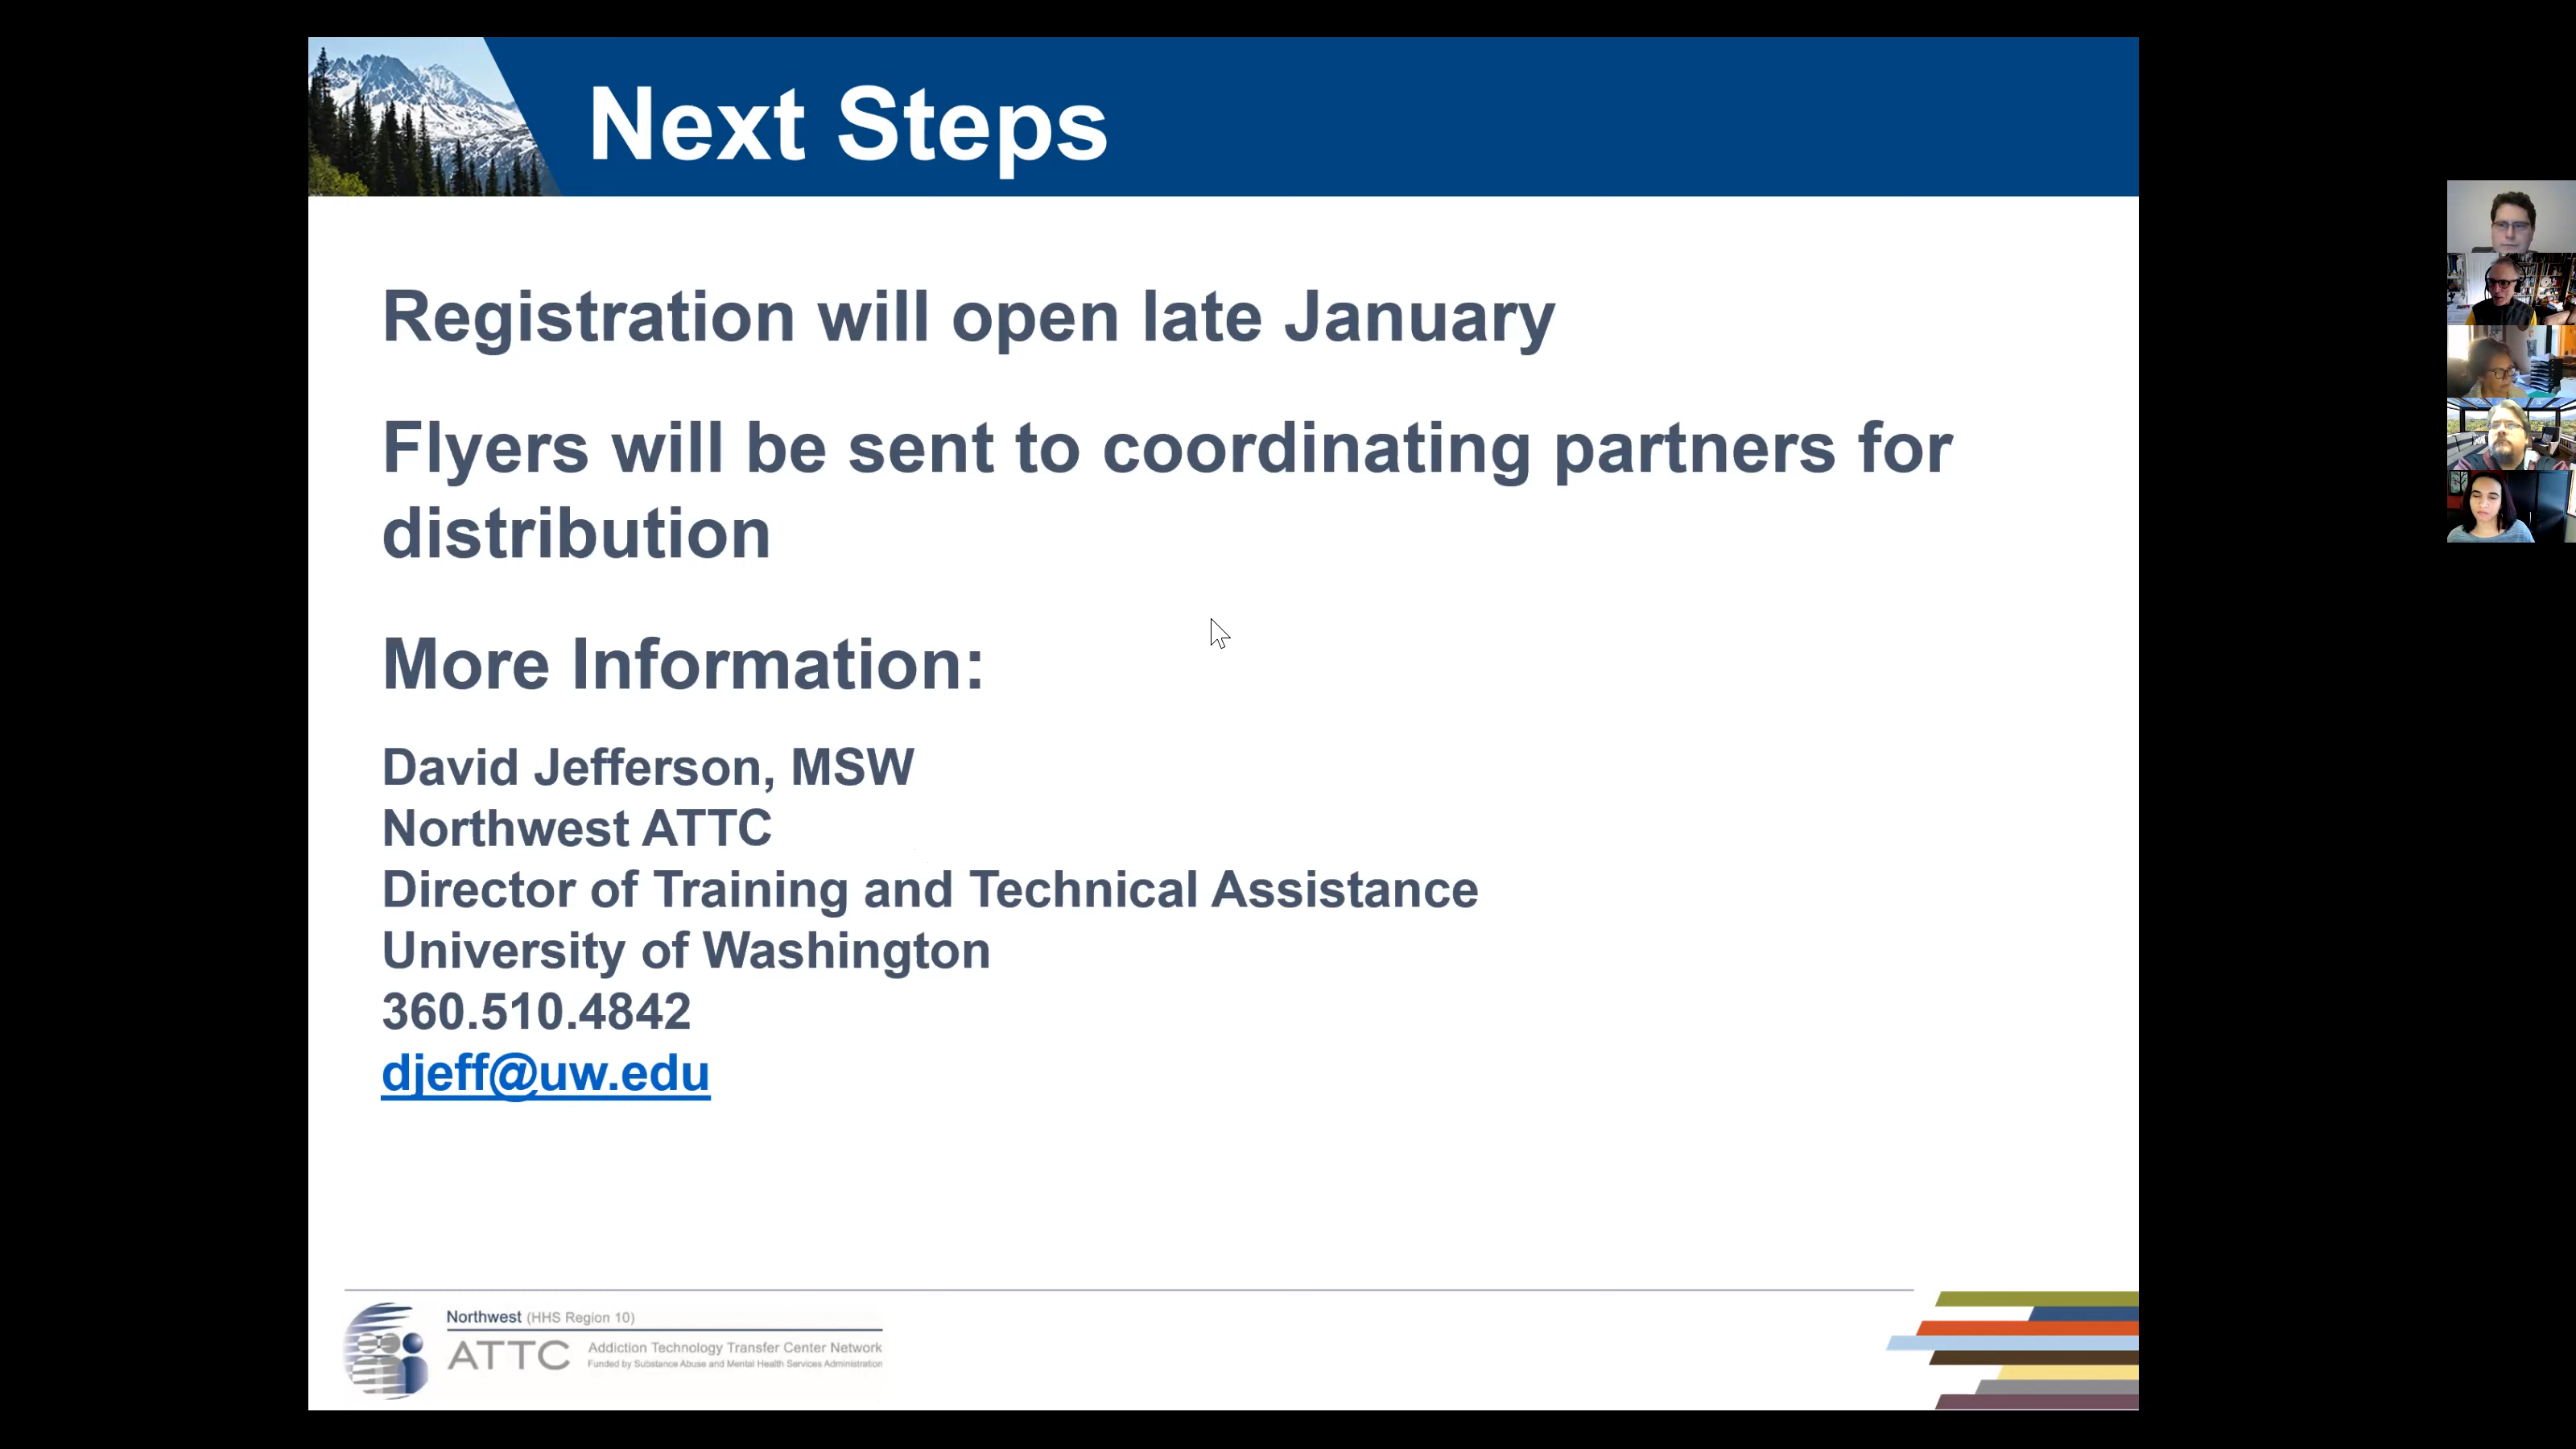 Next Steps
Registration will open late January
Flyers will be sent to coordinating partners for
distribution
More Information:
David Jefferson, MSW
Northwest ATTC
Director of Training and Technical Assistance
University of Washington
360.510.4842
djeff@uw.edu
Northwest (HHS Region 10)
ATTC Addiction Technology Transfer Center Network
Funded by Substance Abuse and Mental Health Services Administration